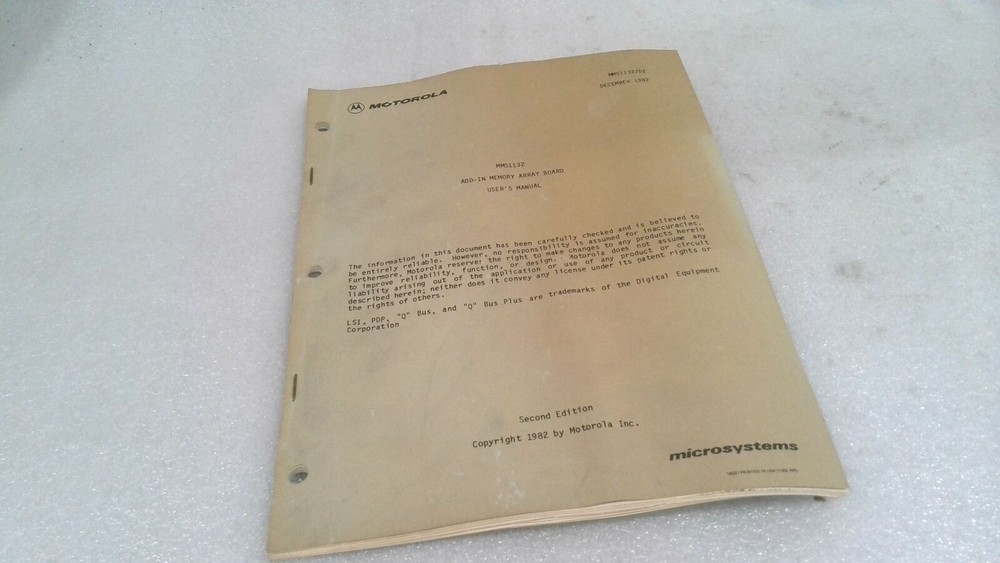 MOTOROLA
MMS1132/D2
DECEMBER 1982
MMS1132
ADD-IN MEMORY ARRAY BOARD
USER'S MANUAL
The information in this document has been carefully checked and is believed to
be entirely reliable. However, no responsibility is assumed for inaccuracies.
Furthermore, Motorola reserves the right to make changes to any products herein
to improve reliability, function, or design. Motorola does not assume any
liability arising out of the application or use of any product or circuit
described herein; neither does it convey any license under its patent rights or
the rights of others.
LSI, PDP, "Q" Bus, and "Q" Bus Plus are trademarks of the Digital Equipment
Corporation
Second Edition
Copyright 1982 by Motorola Inc.
microsystems
PRINTED IN USA